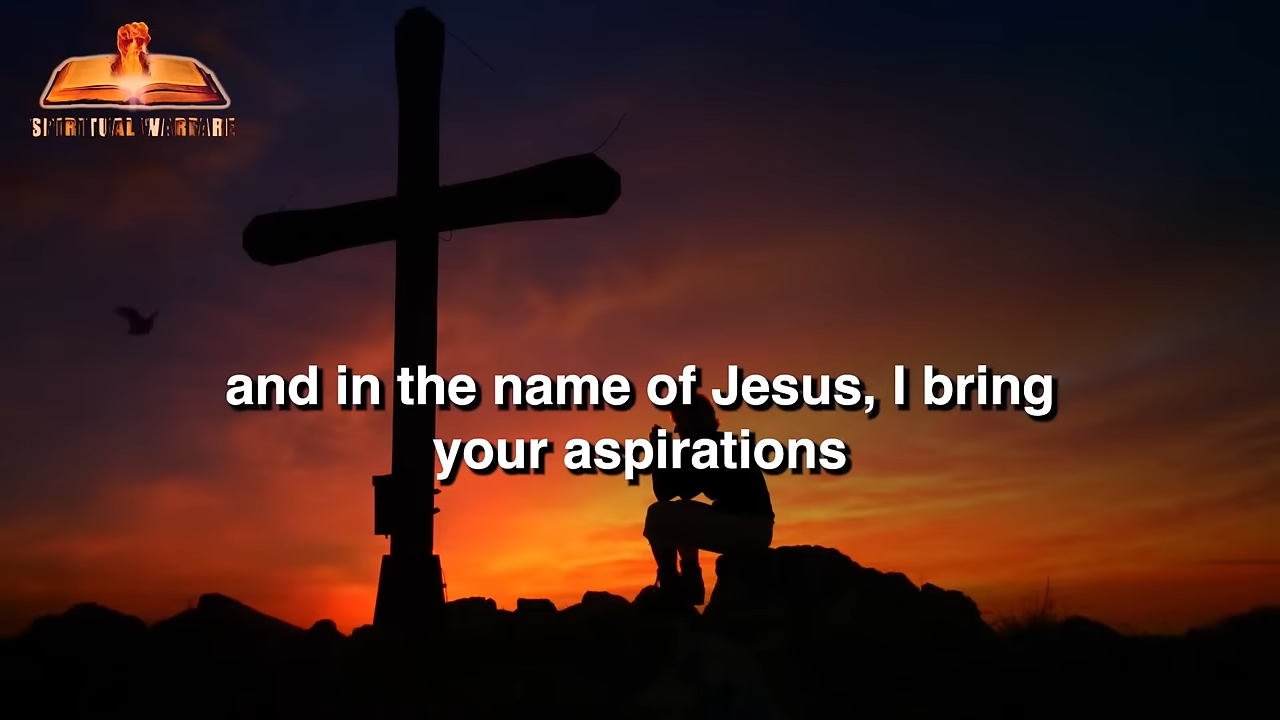 SPIRITUAL WARFARE
and in the name of Jesus, I bring
your aspirations